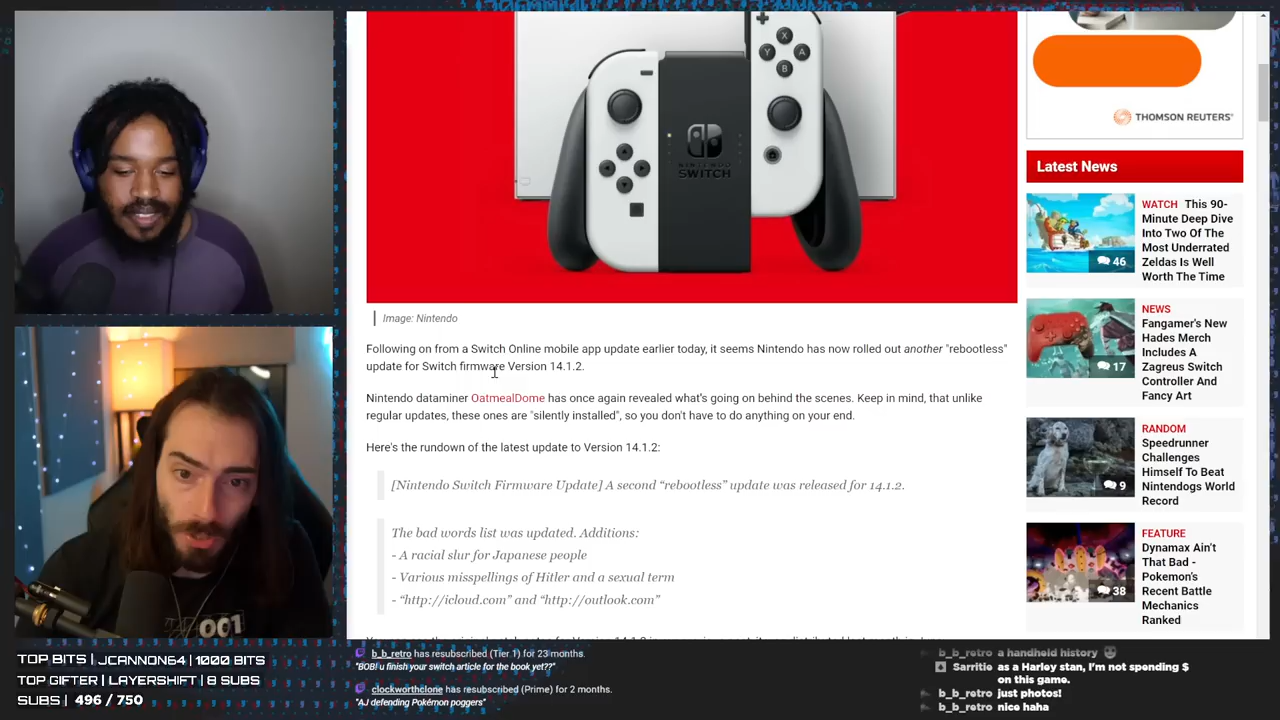 X
Y
A
B
NINTENDO
SWITCH
THOMSON REUTERS
Latest News
WATCH This 90-
Minute Deep Dive
Into Two Of The
Most Underrated
Zeldas Is Well
Worth The Time
46
NEWS
Fangamer's New
Hades Merch
Includes A
Zagreus Switch
Controller And
Fancy Art
17
RANDOM
Speedrunner
Challenges
Himself To Beat
Nintendogs World
Record
9
FEATURE
Dynamax Ain't
That Bad -
Pokemon's
Recent Battle
Mechanics
Ranked
38
Image: Nintendo
Following on from a Switch Online mobile app update earlier today, it seems Nintendo has now rolled out another "rebootless"
update for Switch firmware Version 14.1.2.
Nintendo dataminer OatmealDome has once again revealed what's going on behind the scenes. Keep in mind, that unlike
regular updates, these ones are "silently installed", so you don't have to do anything on your end.
Here's the rundown of the latest update to Version 14.1.2:
[Nintendo Switch Firmware Update] A second “rebootless” update was released for 14.1.2.
The bad words list was updated. Additions:
- A racial slur for Japanese people
- Various misspellings of Hitler and a sexual term
- “http://icloud.com” and “http://outlook.com”
001
TOP BITS | JCANNON64 | 1000 BITS
TOP GIFTER | LAYERSHIFT | 8 SUBS
SUBS | 496 / 750
b_b_retro has resubscribed (Tier 1) for 23 months.
"BOB! u finish your switch article for the book yet??"
clockworthclone has resubscribed (Prime) for 2 months.
"AJ defending Pokémon poggers"
b_b_retro a handheld history
Sarritie as a Harley stan, I'm not spending $
on this game.
b_b_retro just photos!
b_b_retro nice haha